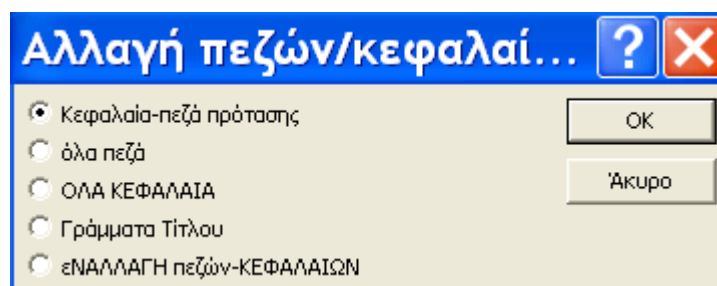 Αλλαγή πεζών/κεφαλαί...
Κεφαλαία-πεζά πρότασης
OK
όλα πεζά
ΟΛΑ ΚΕΦΑΛΑΙΑ
Άκυρο
Γράμματα Τίτλου
εΝΑΛΛΑΓΗ πεζών-ΚΕΦΑΛΑΙΩΝ